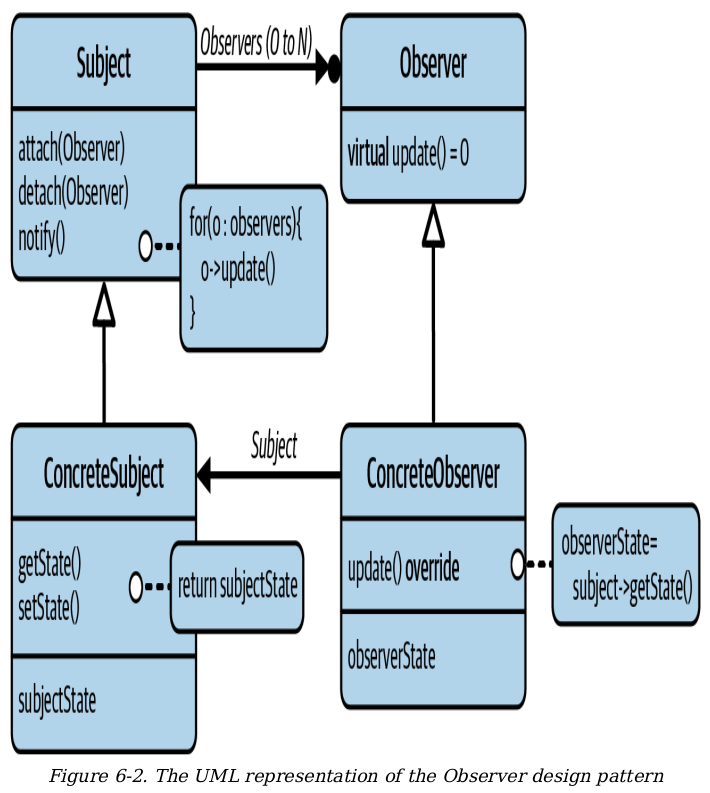 Subject
Observers (0 to N)
Observer
attach(Observer)
detach(Observer)
notify()
for(o : observers){
o->update()
}
virtual update() = 0
ConcreteSubject
Subject
ConcreteObserver
getState()
setState()
return subjectState
subjectState
update() override
observerState
observerState=
subject->getState()
Figure 6-2. The UML representation of the Observer design pattern